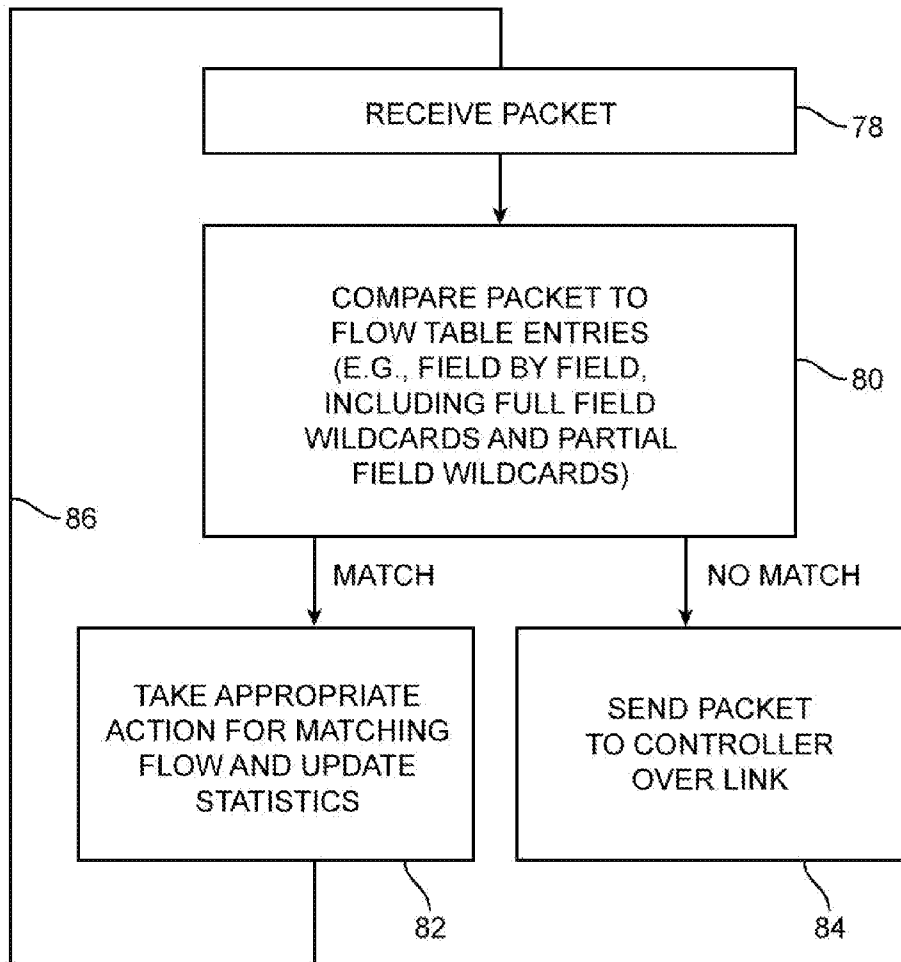 RECEIVE PACKET
78
COMPARE PACKET TO
FLOW TABLE ENTRIES
(E.G., FIELD BY FIELD,
INCLUDING FULL FIELD
WILDCARDS AND PARTIAL
FIELD WILDCARDS)
80
86
MATCH
NO MATCH
TAKE APPROPRIATE
ACTION FOR MATCHING
FLOW AND UPDATE
STATISTICS
82
SEND PACKET
TO CONTROLLER
OVER LINK
84